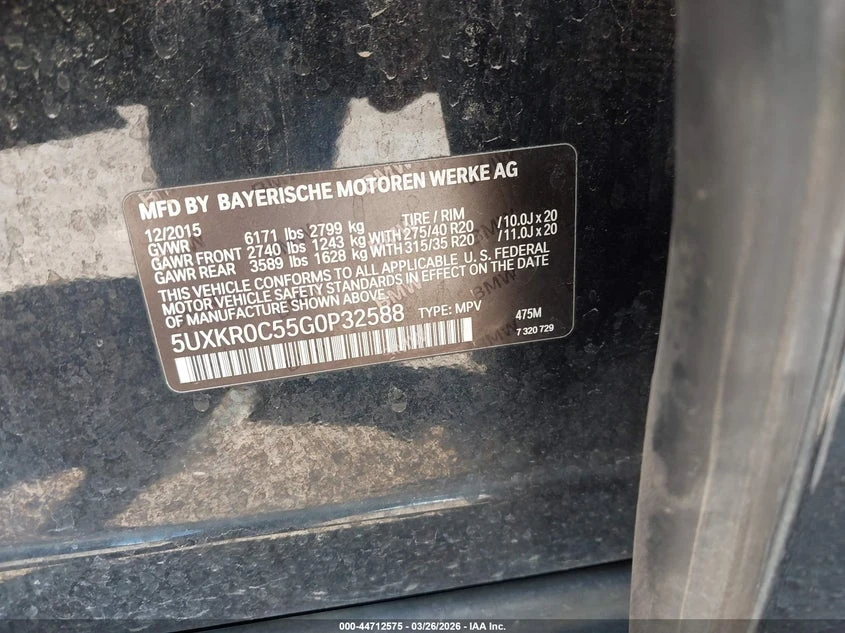 MFD BY BAYERISCHE MOTOREN WERKE AG
12/2015 TIRE / RIM
GVWR 6171 lbs 2799 kg
GAWR FRONT 2740 lbs 1243 kg WITH 275/40 R20 /10.0J x 20
GAWR REAR 3589 lbs 1628 kg WITH 315/35 R20 /11.0J x 20
THIS VEHICLE CONFORMS TO ALL APPLICABLE U. S. FEDERAL
MOTOR VEHICLE SAFETY STANDARDS IN EFFECT ON THE DATE
OF MANUFACTURE SHOWN ABOVE.
5UXKR0C55G0P32588 TYPE: MPV 475M
7 320 729
000-44712575 | 03/26/2026 | IAA Inc.